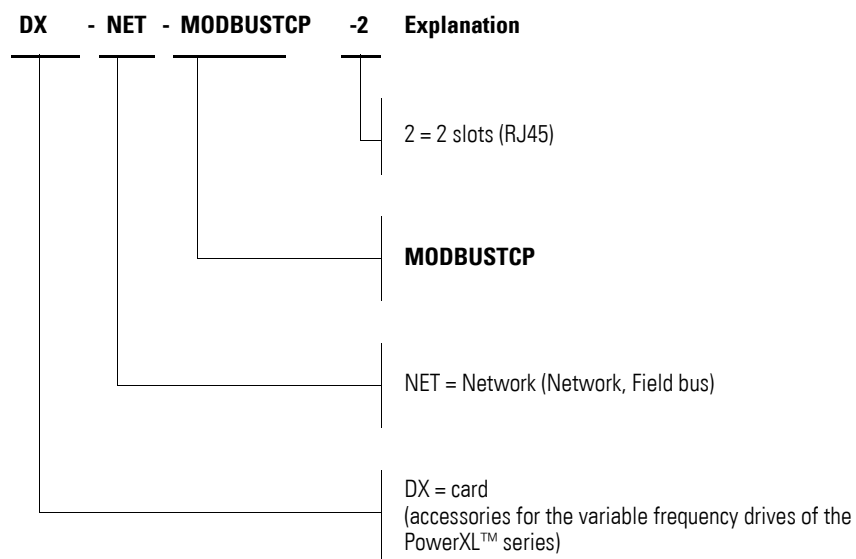 DX - NET - MODBUSTCP -2 Explanation
2 = 2 slots (RJ45)
MODBUSTCP
NET = Network (Network, Field bus)
DX = card
(accessories for the variable frequency drives of the
PowerXL™ series)